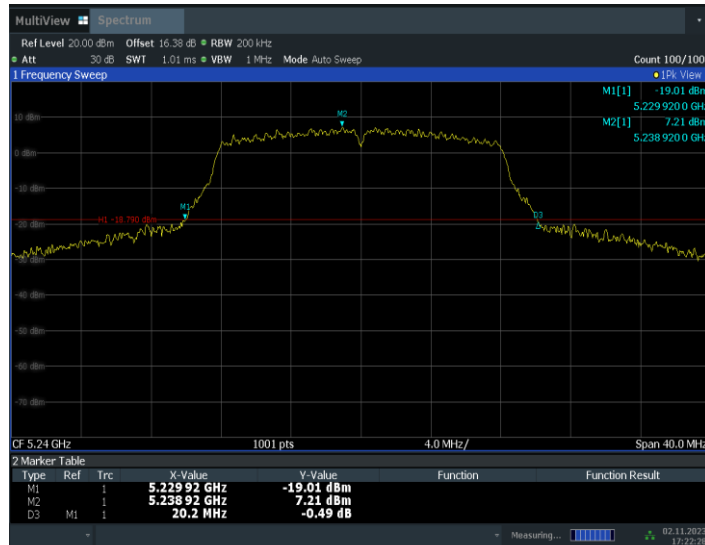 MultiView Spectrum
Ref Level 20.00 dBm Offset 16.38 dB RBW 200 kHz
Att 30 dB SWT 1.01 ms VBW 1 MHz Mode Auto Sweep Count 100/100
1 Frequency Sweep 1Pk View
M1[1] -19.01 dBm
5.229 920 0 GHz
M2[1] 7.21 dBm
5.238 920 0 GHz
10 dBm
M2
0 dBm
-10 dBm
M1
H1 -18.790 dBm
D3
-20 dBm
-30 dBm
-40 dBm
-50 dBm
-60 dBm
-70 dBm
CF 5.24 GHz 1001 pts 4.0 MHz/ Span 40.0 MHz
2 Marker Table
Type Ref Trc X-Value Y-Value Function Function Result
M1 1 5.229 92 GHz -19.01 dBm
M2 1 5.238 92 GHz 7.21 dBm
D3 M1 1 20.2 MHz -0.49 dB
Measuring... 02.11.2023
17:22:28